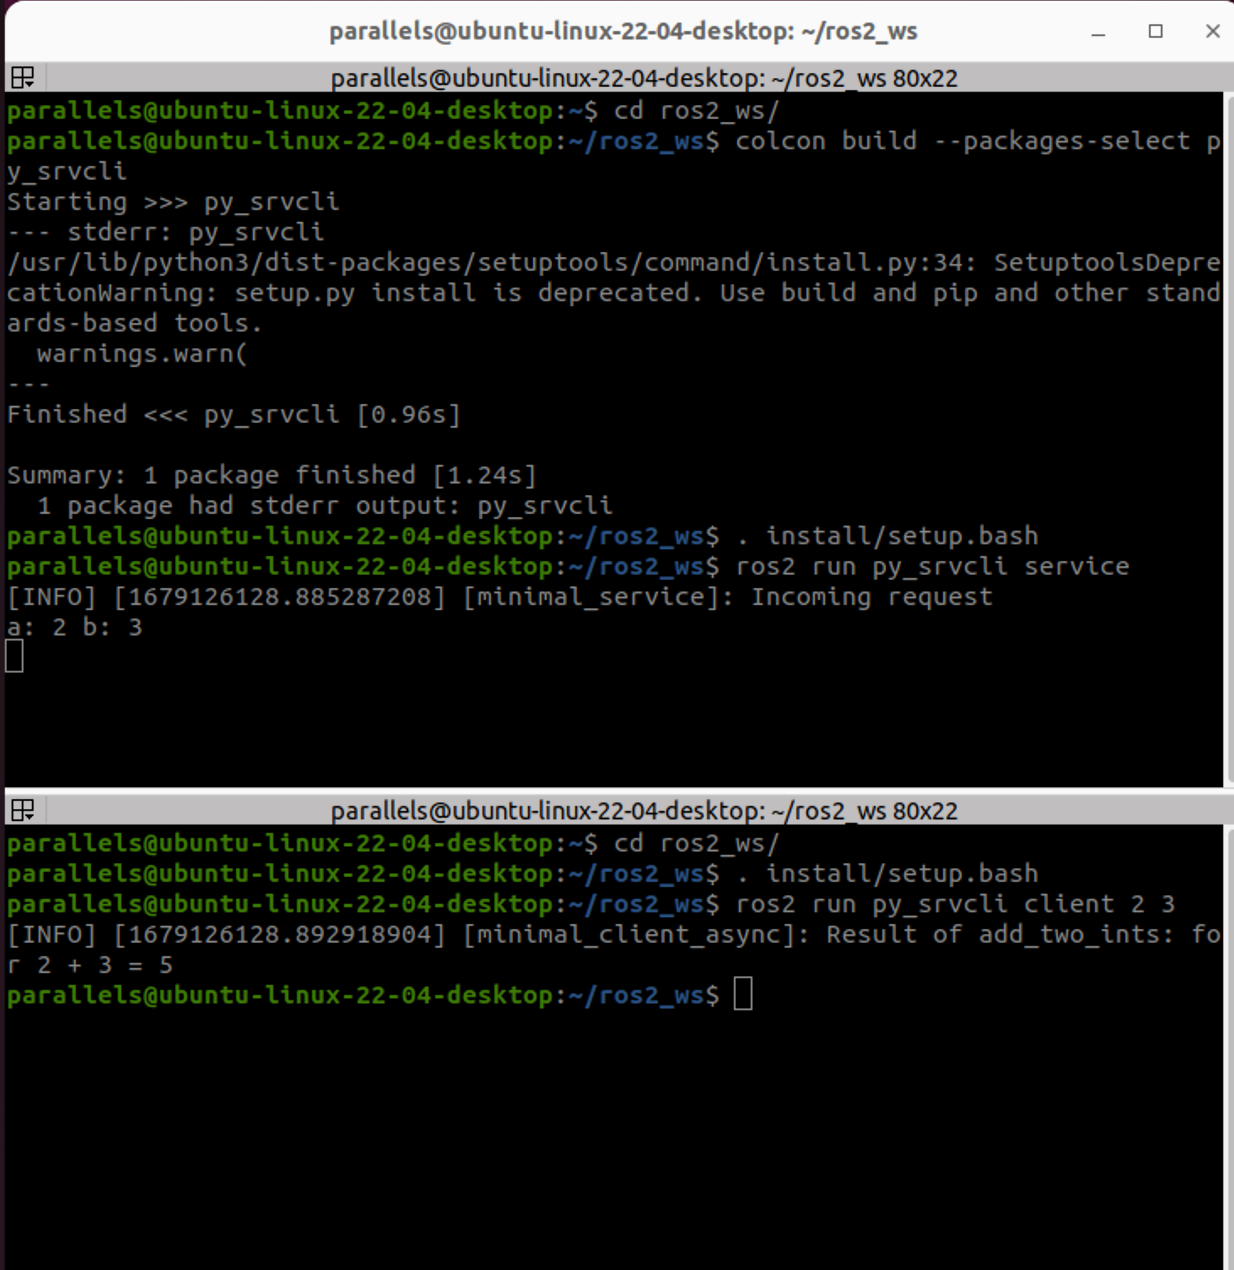 parallels@ubuntu-linux-22-04-desktop: ~/ros2_ws
parallels@ubuntu-linux-22-04-desktop: ~/ros2_ws 80x22
parallels@ubuntu-linux-22-04-desktop:~$ cd ros2_ws/
parallels@ubuntu-linux-22-04-desktop:~/ros2_ws$ colcon build --packages-select p
y_srvcli
Starting >>> py_srvcli
--- stderr: py_srvcli
/usr/lib/python3/dist-packages/setuptools/command/install.py:34: SetuptoolsDepre
cationWarning: setup.py install is deprecated. Use build and pip and other stand
ards-based tools.
  warnings.warn(
---
Finished <<< py_srvcli [0.96s]

Summary: 1 package finished [1.24s]
  1 package had stderr output: py_srvcli
parallels@ubuntu-linux-22-04-desktop:~/ros2_ws$ . install/setup.bash
parallels@ubuntu-linux-22-04-desktop:~/ros2_ws$ ros2 run py_srvcli service
[INFO] [1679126128.885287208] [minimal_service]: Incoming request
a: 2 b: 3
parallels@ubuntu-linux-22-04-desktop: ~/ros2_ws 80x22
parallels@ubuntu-linux-22-04-desktop:~$ cd ros2_ws/
parallels@ubuntu-linux-22-04-desktop:~/ros2_ws$ . install/setup.bash
parallels@ubuntu-linux-22-04-desktop:~/ros2_ws$ ros2 run py_srvcli client 2 3
[INFO] [1679126128.892918904] [minimal_client_async]: Result of add_two_ints: fo
r 2 + 3 = 5
parallels@ubuntu-linux-22-04-desktop:~/ros2_ws$